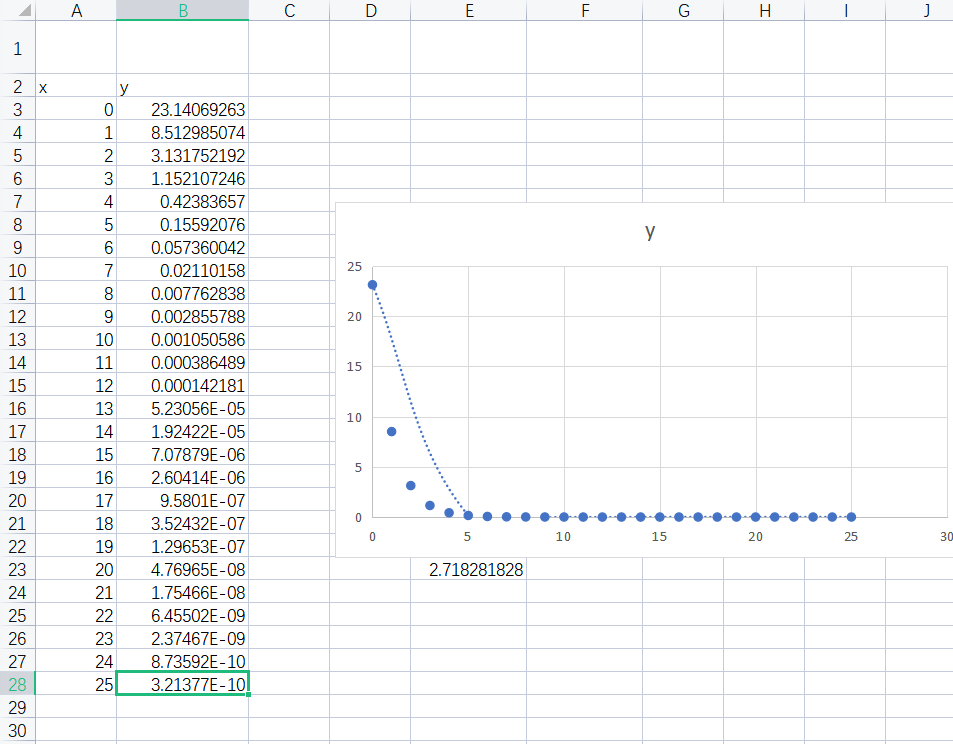 A B C D E F G H I J
1
2 x y
3 0 23.14069263
4 1 8.512985074
5 2 3.131752192
6 3 1.152107246
7 4 0.42383657
8 5 0.15592076
9 6 0.057360042
10 7 0.02110158
11 8 0.007762838
12 9 0.002855788
13 10 0.001050586
14 11 0.000386489
15 12 0.000142181
16 13 5.23056E-05
17 14 1.92422E-05
18 15 7.07879E-06
19 16 2.60414E-06
20 17 9.5801E-07
21 18 3.52432E-07
22 19 1.29653E-07
23 20 4.76965E-08 2.718281828
24 21 1.75466E-08
25 22 6.45502E-09
26 23 2.37467E-09
27 24 8.73592E-10
28 25 3.21377E-10
29
30
y
25
20
15
10
5
0
0 5 10 15 20 25 30